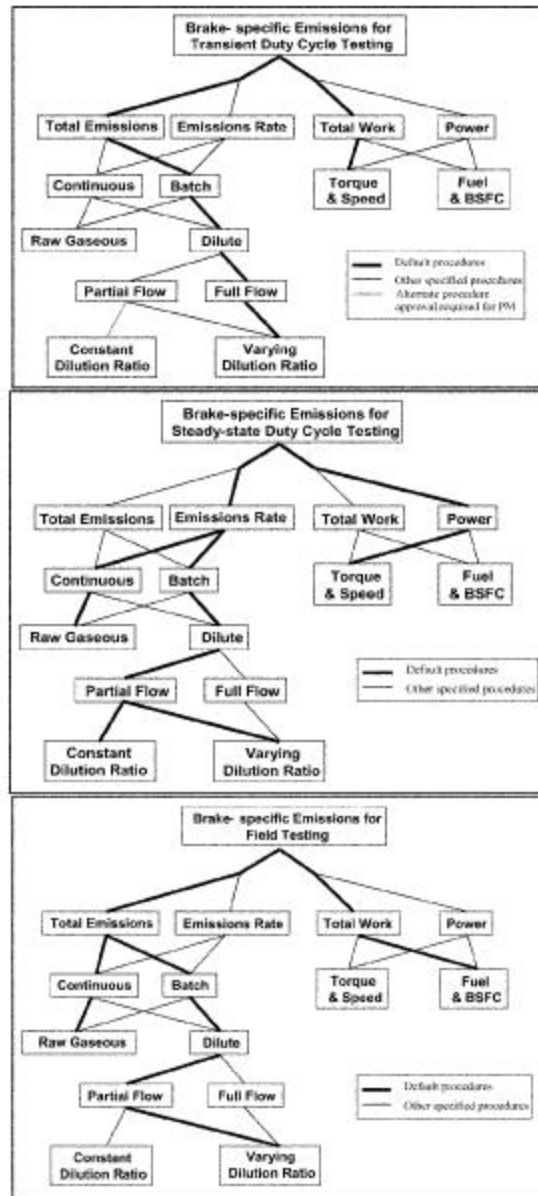 Brake- specific Emissions for
Transient Duty Cycle Testing
Total Emissions
Emissions Rate
Total Work
Power
Continuous
Batch
Torque
& Speed
Fuel
& BSFC
Raw Gaseous
Dilute
Partial Flow
Full Flow
Constant
Dilution Ratio
Varying
Dilution Ratio
Default procedures
Other specified procedures
Alternate procedure
approval required for PM
Brake-specific Emissions for
Steady-state Duty Cycle Testing
Total Emissions
Emissions Rate
Total Work
Power
Continuous
Batch
Torque
& Speed
Fuel
& BSFC
Raw Gaseous
Dilute
Partial Flow
Full Flow
Constant
Dilution Ratio
Varying
Dilution Ratio
Default procedures
Other specified procedures
Brake- specific Emissions for
Field Testing
Total Emissions
Emissions Rate
Total Work
Power
Continuous
Batch
Torque
& Speed
Fuel
& BSFC
Raw Gaseous
Dilute
Partial Flow
Full Flow
Constant
Dilution Ratio
Varying
Dilution Ratio
Default procedures
Other specified procedures